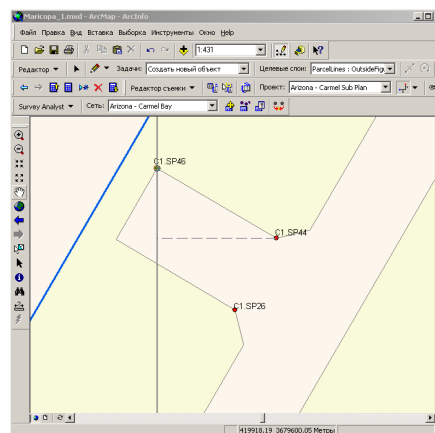 Maricopa_1.mxd - ArcMap - ArcInfo
Файл Правка Вид Вставка Выборка Инструменты Окно Help
1:431
Редактор Задачи: Создать новый объект Целевые слои: ParcelLines : OutsideFigu
Редактор съемки Проект: Arizona - Carmel Sub Plan
Survey Analyst Сеть: Arizona - Carmel Bay
C1.SP46
C1.SP44
C1.SP26
419918,19 3679600,05 Метры